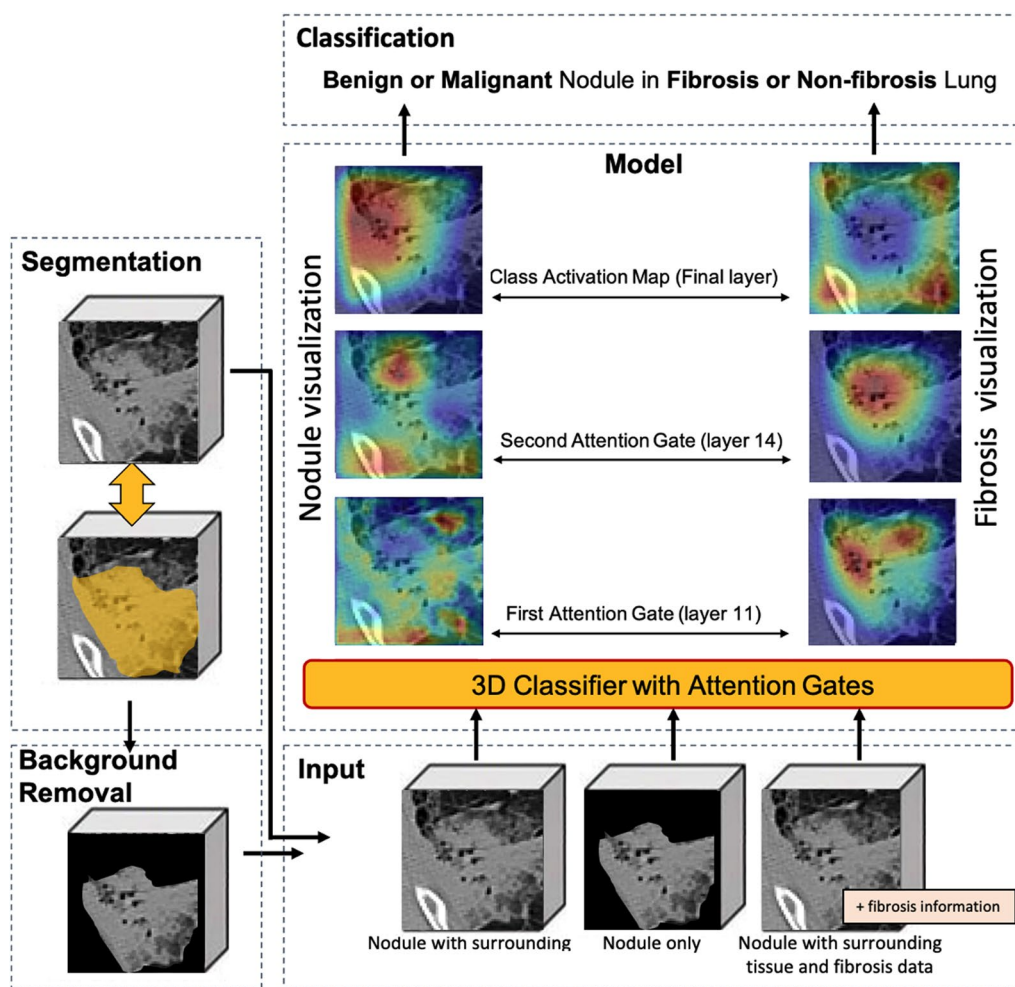 Classification
Benign or Malignant Nodule in Fibrosis or Non-fibrosis Lung
Model
Nodule visualization
Class Activation Map (Final layer)
Second Attention Gate (layer 14)
First Attention Gate (layer 11)
Fibrosis visualization
3D Classifier with Attention Gates
Segmentation
Background
Removal
Input
+ fibrosis information
Nodule with surrounding
Nodule only
Nodule with surrounding
tissue and fibrosis data